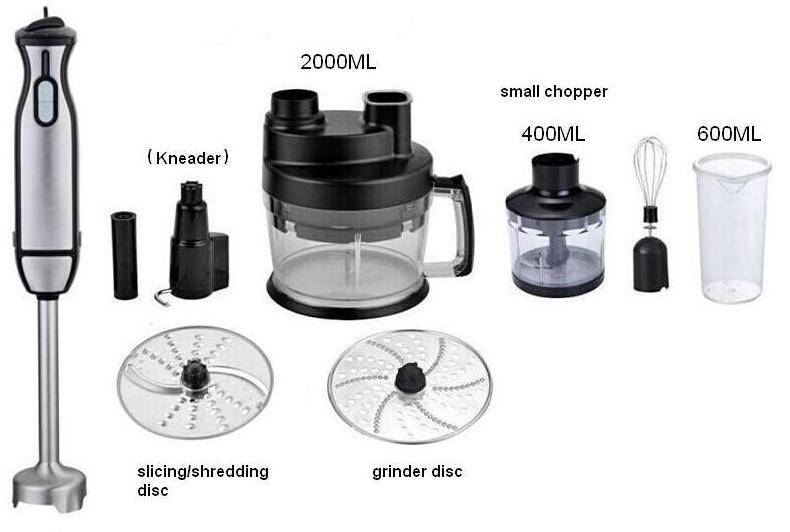 2000ML
small chopper
(Kneader)
400ML
600ML
slicing/shredding
disc
grinder disc